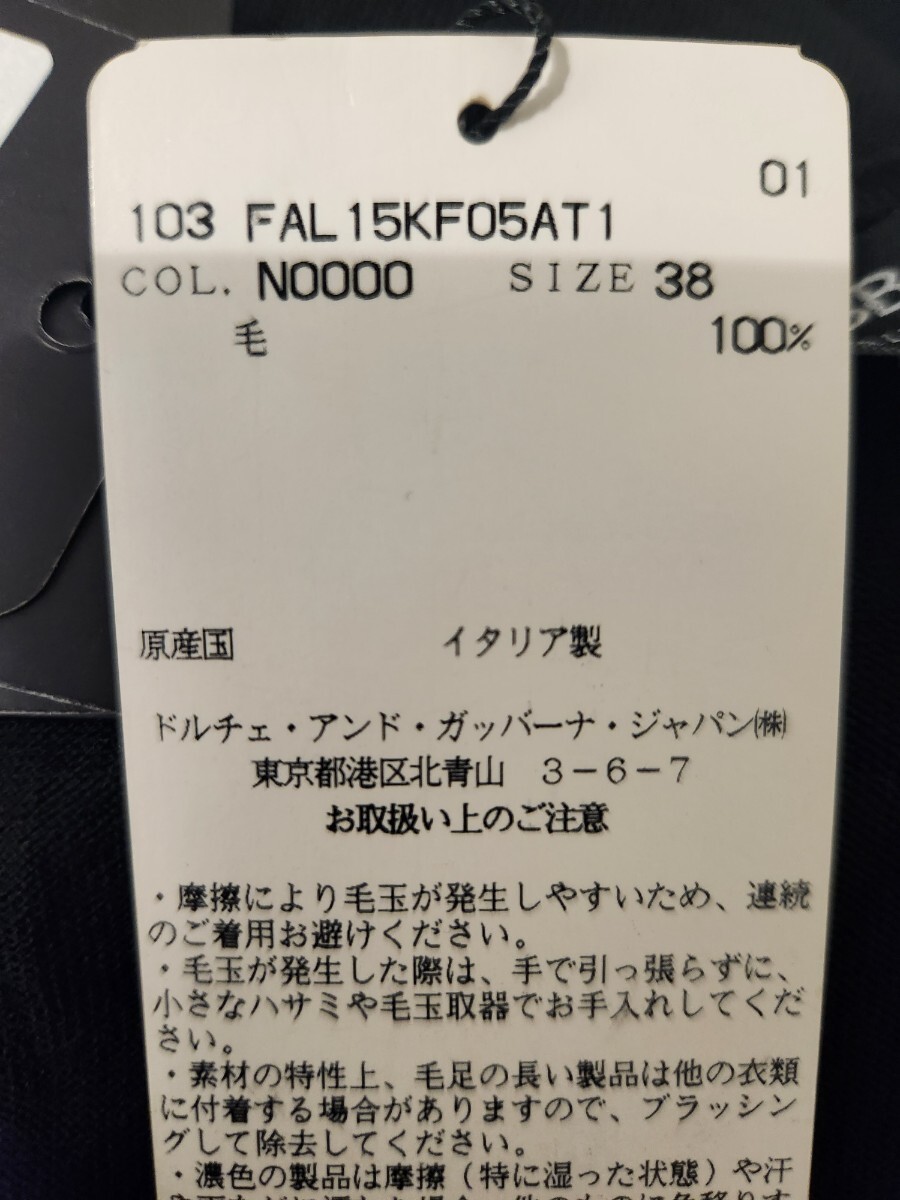 01
103 FAL15KF05AT1
COL. N0000 SIZE 38
毛 100%
原産国 イタリア製
ドルチェ・アンド・ガッバーナ・ジャパン㈱
東京都港区北青山 3-6-7
お取扱い上のご注意
・摩擦により毛玉が発生しやすいため、連続
のご着用お避けください。
・毛玉が発生した際は、手で引っ張らずに、
小さなハサミや毛玉取器でお手入れしてくだ
さい。
・素材の特性上、毛足の長い製品は他の衣類
に付着する場合がありますので、ブラッシン
グして除去してください。
・濃色の製品は摩擦（特に湿った状態）や汗